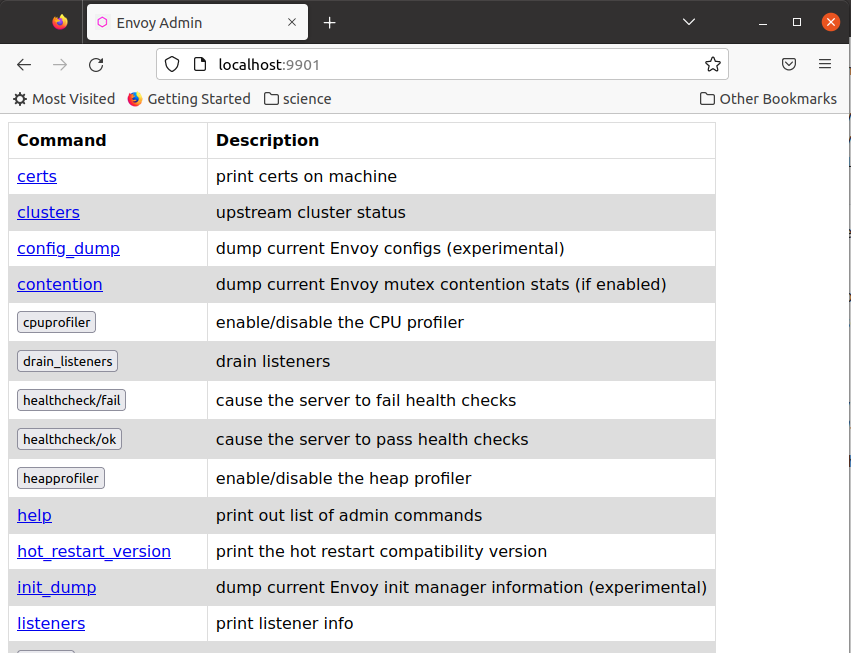 Envoy Admin
localhost:9901
Most Visited Getting Started science Other Bookmarks
Command Description
certs print certs on machine
clusters upstream cluster status
config_dump dump current Envoy configs (experimental)
contention dump current Envoy mutex contention stats (if enabled)
cpuprofiler enable/disable the CPU profiler
drain_listeners drain listeners
healthcheck/fail cause the server to fail health checks
healthcheck/ok cause the server to pass health checks
heapprofiler enable/disable the heap profiler
help print out list of admin commands
hot_restart_version print the hot restart compatibility version
init_dump dump current Envoy init manager information (experimental)
listeners print listener info